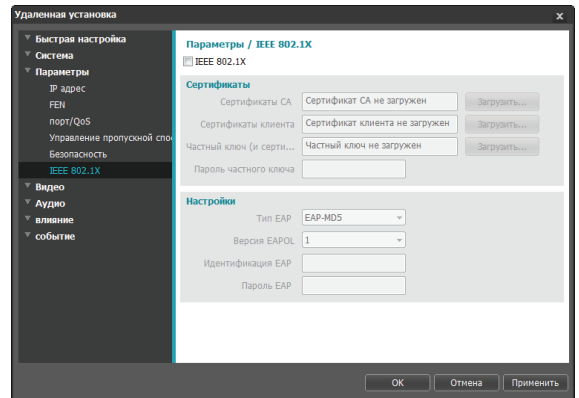 Удаленная установка
x
Быстрая настройка
Система
Параметры
IP адрес
FEN
порт/QoS
Управление пропускной спос
Безопасность
IEEE 802.1X
Видео
Аудио
влияние
событие
Параметры / IEEE 802.1X
IEEE 802.1X
Сертификаты
Сертификаты CA Сертификат CA не загружен Загрузить...
Сертификаты клиента Сертификат клиента не загружен Загрузить...
Частный ключ (и серти... Частный ключ не загружен Загрузить...
Пароль частного ключа
Настройки
Тип EAP EAP-MD5
Версия EAPOL 1
Идентификация EAP
Пароль EAP
OK Отмена Применить